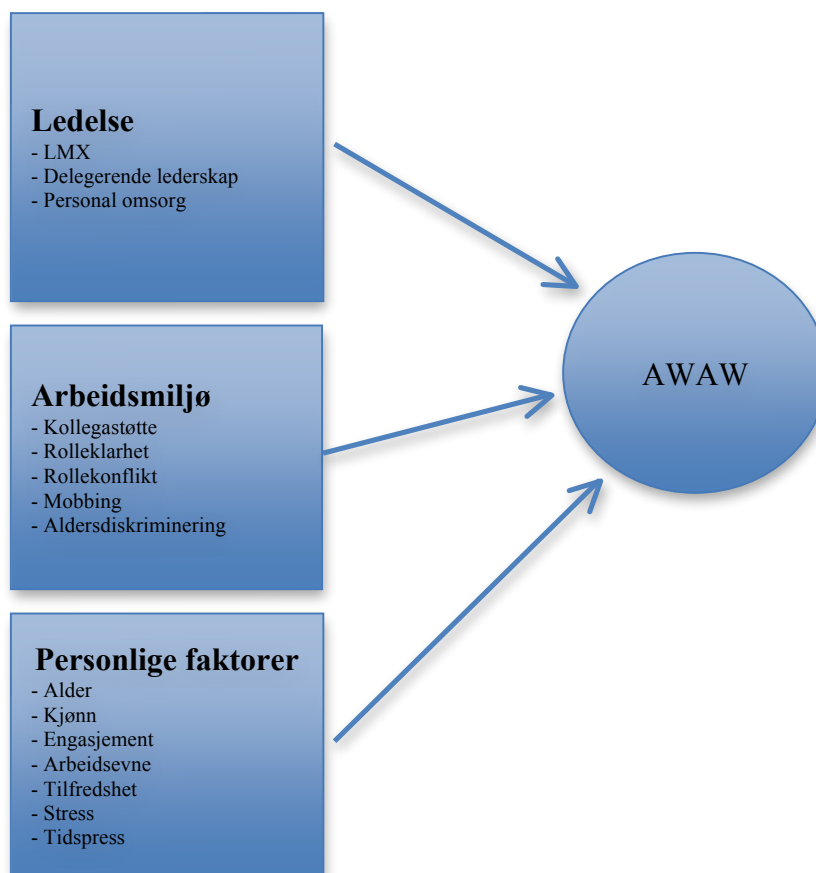 Ledelse
- LMX
- Delegerende lederskap
- Personal omsorg
Arbeidsmiljø
- Kollegastøtte
- Rolleklarhet
- Rollekonflikt
- Mobbing
- Aldersdiskriminering
AWAW
Personlige faktorer
- Alder
- Kjønn
- Engasjement
- Arbeidsevne
- Tilfredshet
- Stress
- Tidspress